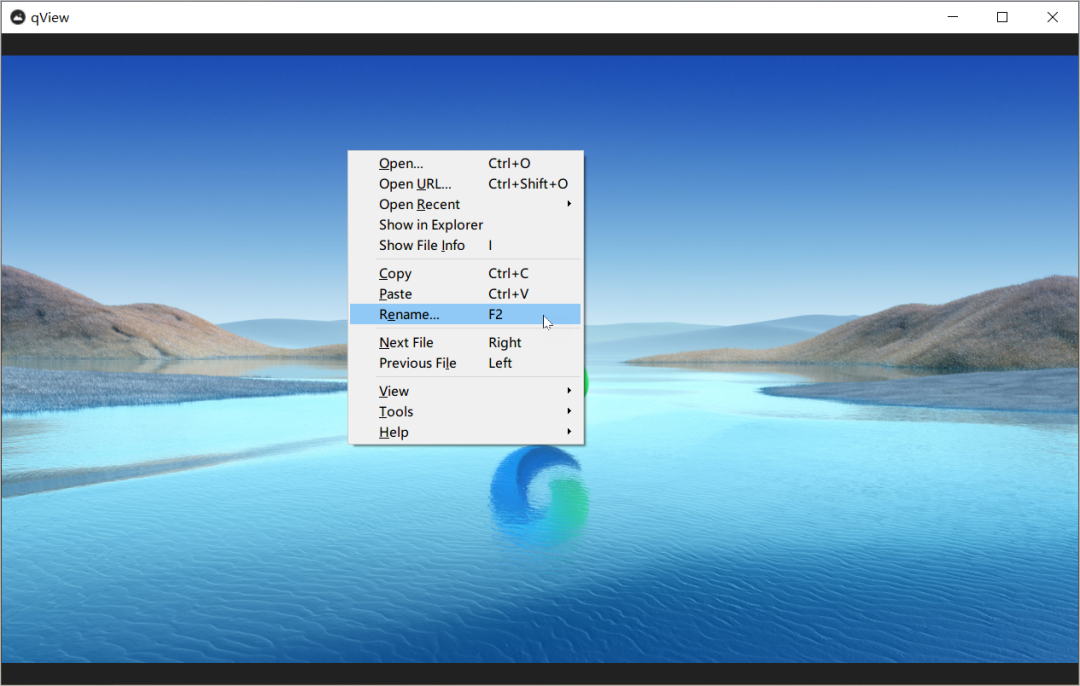 qView
Open... Ctrl+O
Open URL... Ctrl+Shift+O
Open Recent
Show in Explorer
Show File Info I
Copy Ctrl+C
Paste Ctrl+V
Rename... F2
Next File Right
Previous File Left
View
Tools
Help